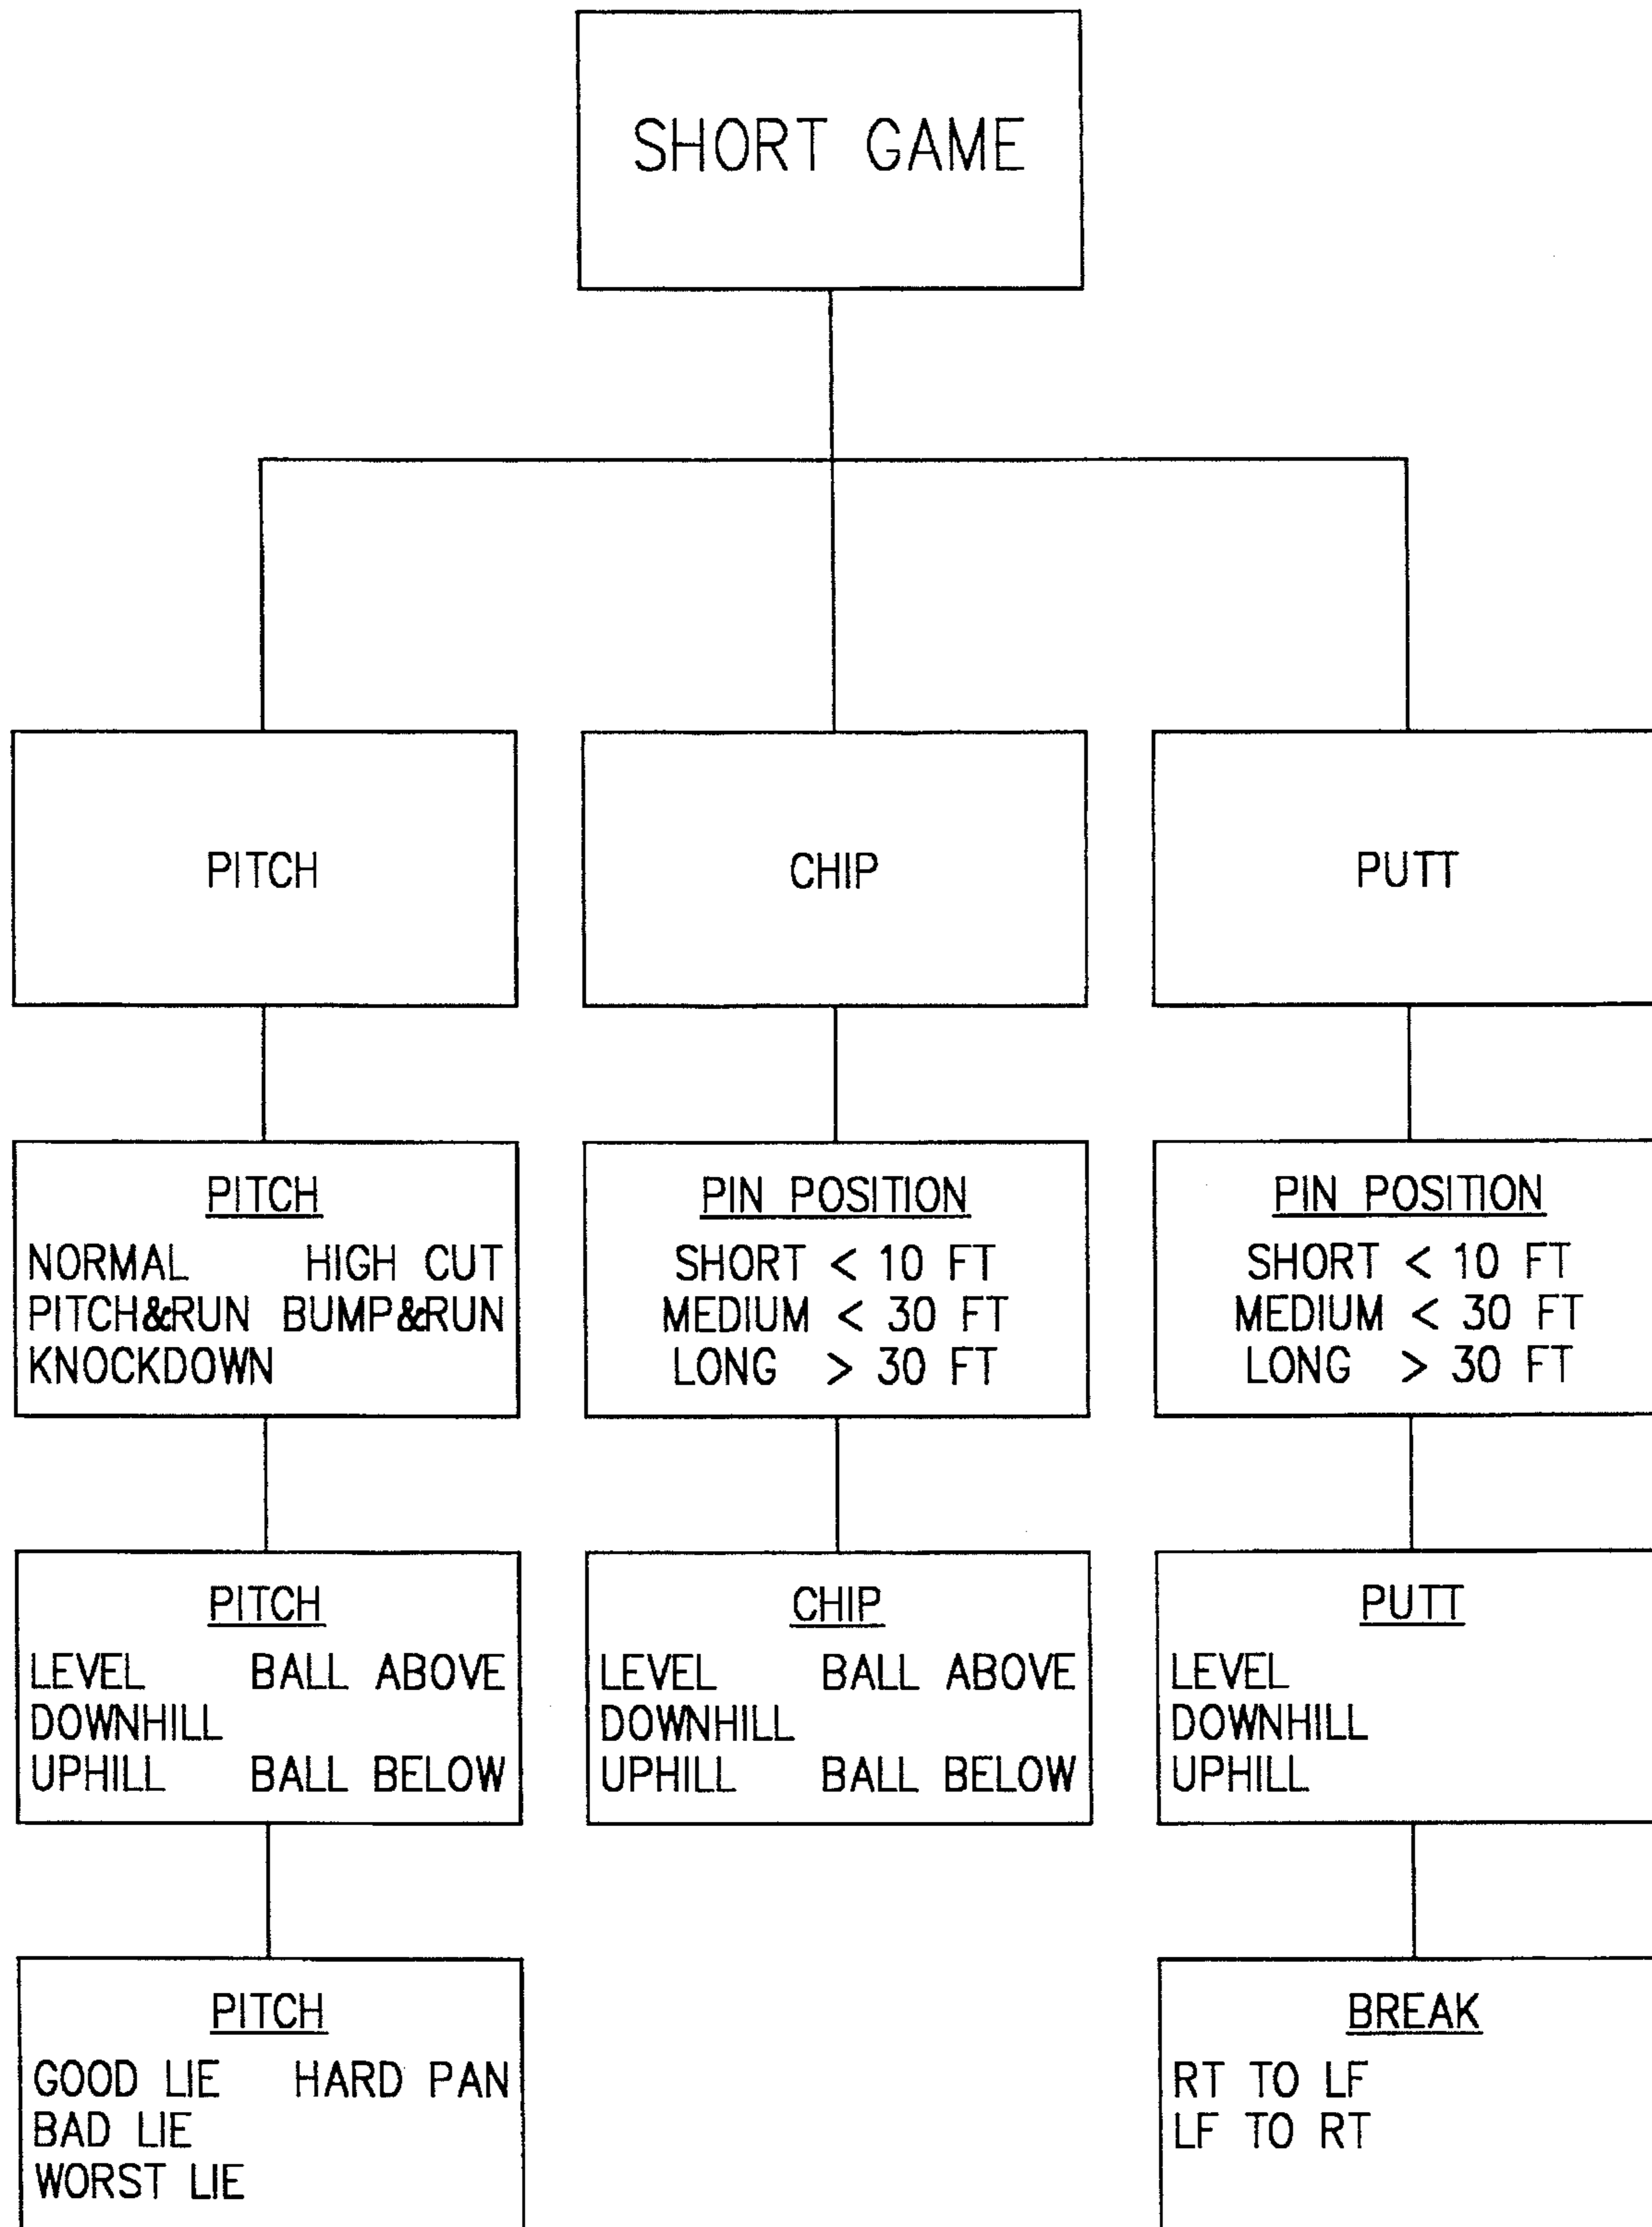 SHORT GAME
PITCH
CHIP
PUTT
PITCH
NORMAL HIGH CUT
PITCH&RUN BUMP&RUN
KNOCKDOWN
PIN POSITION
SHORT < 10 FT
MEDIUM < 30 FT
LONG > 30 FT
PIN POSITION
SHORT < 10 FT
MEDIUM < 30 FT
LONG > 30 FT
PITCH
LEVEL BALL ABOVE
DOWNHILL
UPHILL BALL BELOW
CHIP
LEVEL BALL ABOVE
DOWNHILL
UPHILL BALL BELOW
PUTT
LEVEL
DOWNHILL
UPHILL
PITCH
GOOD LIE HARD PAN
BAD LIE
WORST LIE
BREAK
RT TO LF
LF TO RT